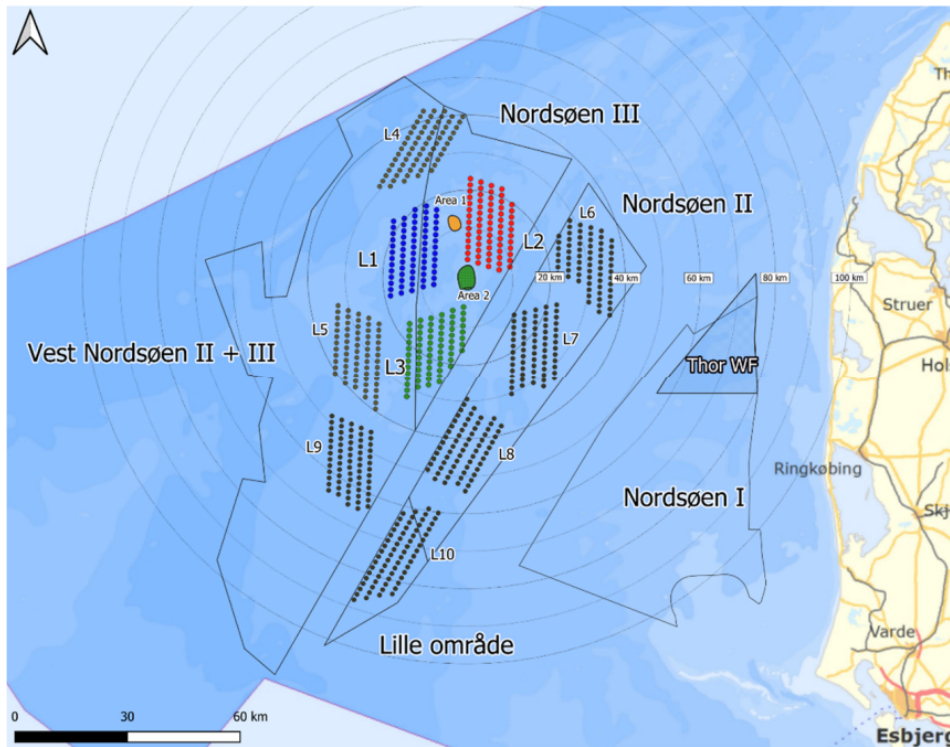 Th
Nordsøen III
L4
Nordsøen II
Area 1
L6
L1
L2
20 km
40 km
60 km
80 km
100 km
Area 2
Struer
L5
L7
Vest Nordsøen II + III
L3
Thor WF
Hols
L9
L8
Ringkøbing
Nordsøen I
Skj
L10
Lille område
Varde
0
30
60 km
Esbjerg